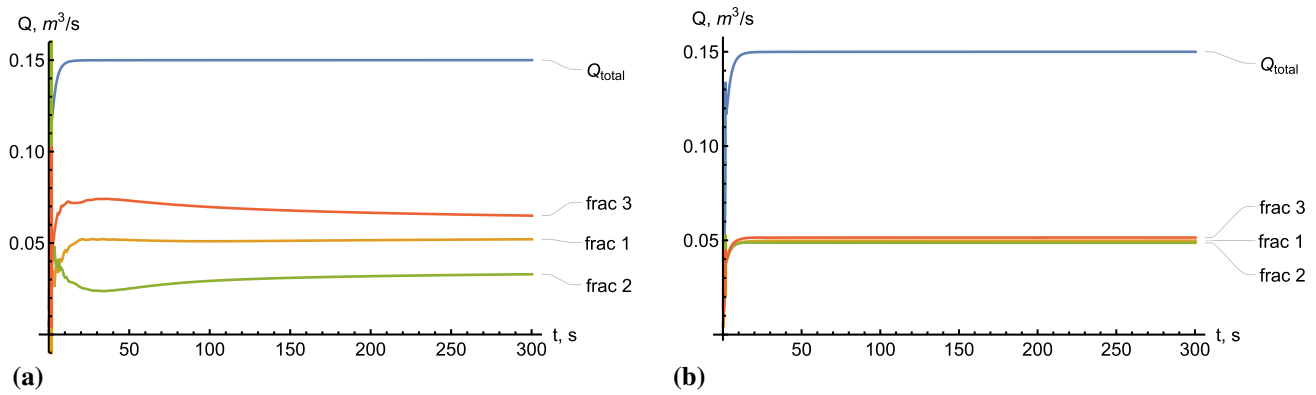 Q, m³/s
0.15
0.10
0.05
50 100 150 200 250 300
t, s
Q_total
frac 3
frac 1
frac 2
(a)
Q, m³/s
0.15
0.10
0.05
50 100 150 200 250 300
t, s
Q_total
frac 3
frac 1
frac 2
(b)